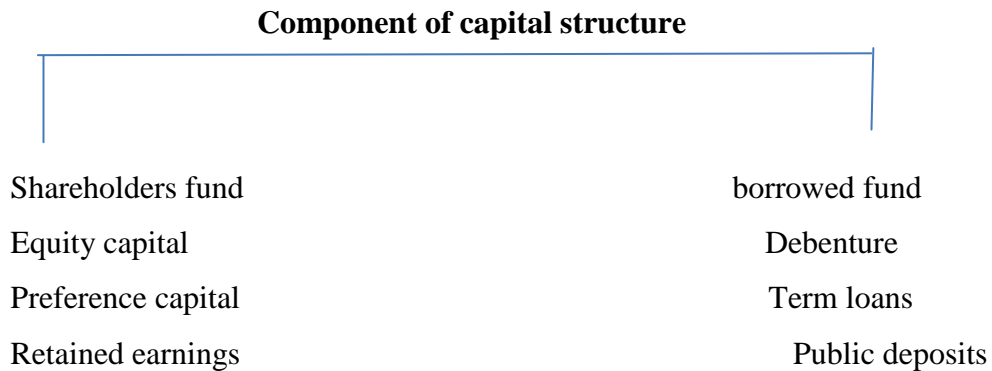 Component of capital structure
Shareholders fund borrowed fund
Equity capital Debenture
Preference capital Term loans
Retained earnings Public deposits